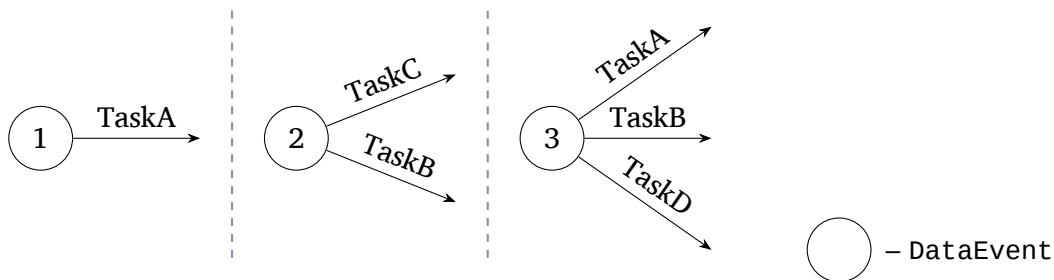 1
TaskA
2
TaskC
TaskB
3
TaskA
TaskB
TaskD
– DataEvent